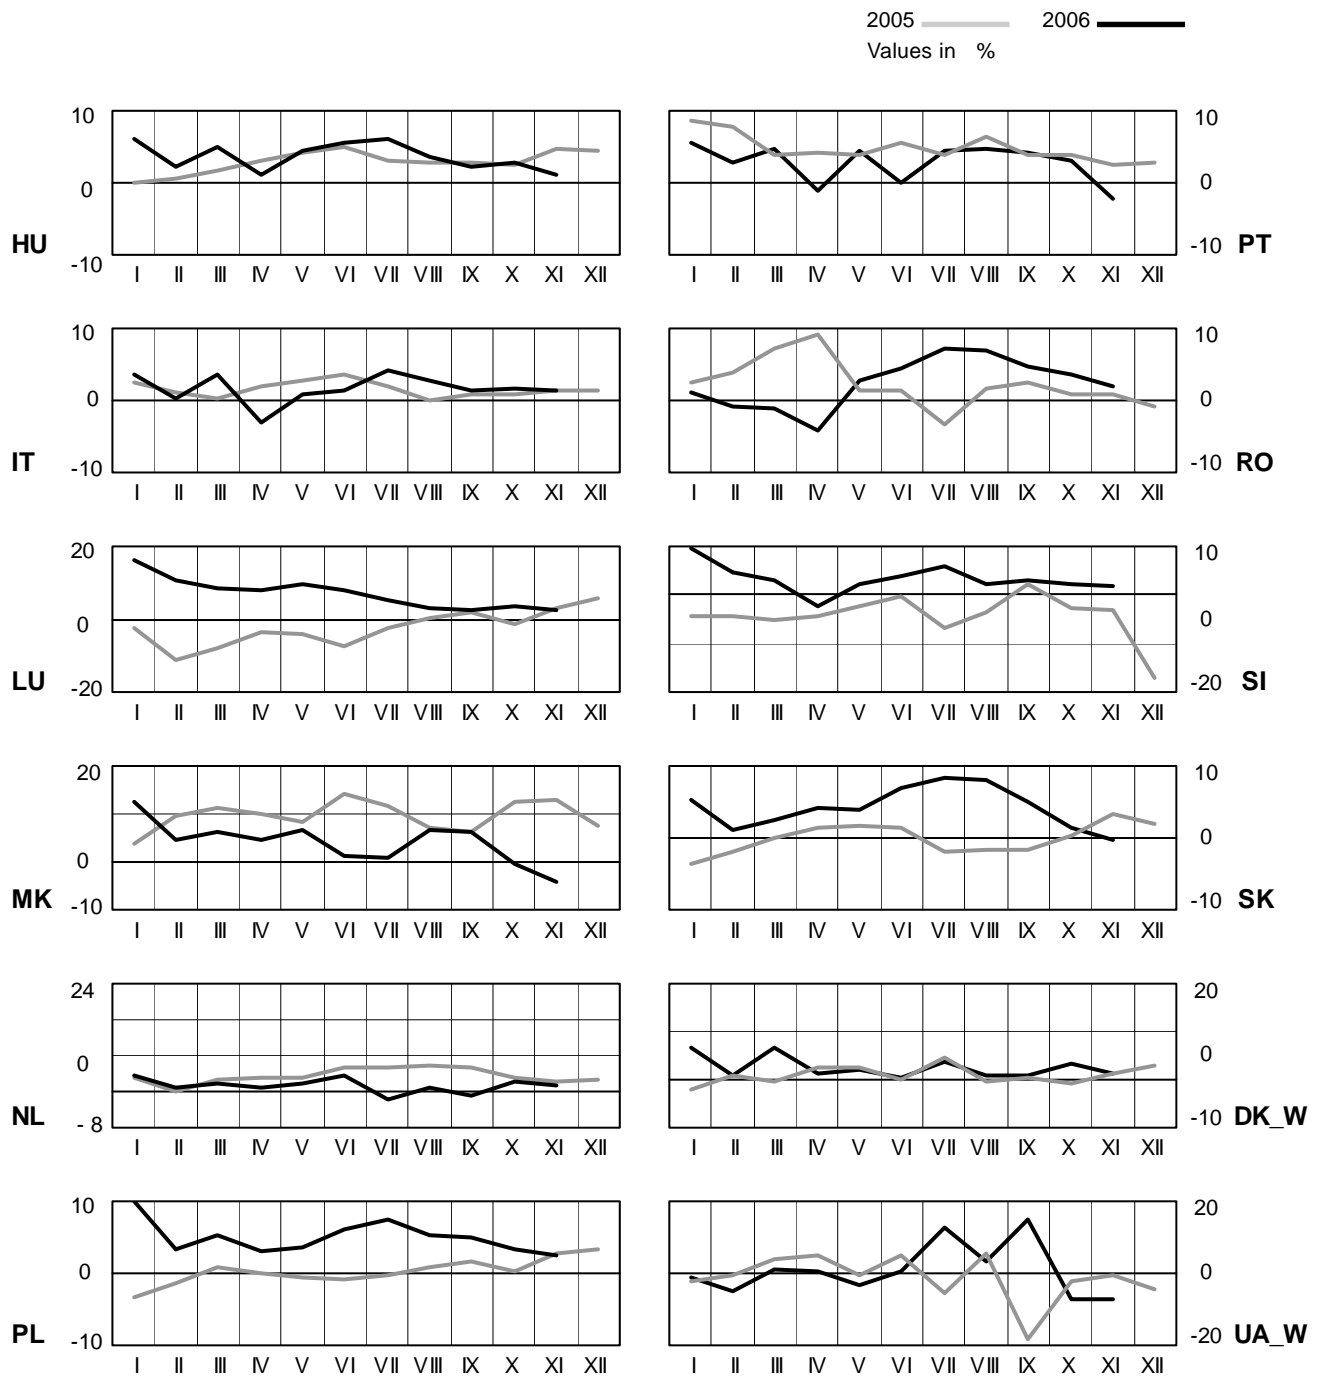 2005 2006
Values in %
10 10
0 0
HU -10 -10 PT
I II III IV V VI VII VIII IX X XI XII I II III IV V VI VII VIII IX X XI XII
10 10
0 0
IT -10 -10 RO
I II III IV V VI VII VIII IX X XI XII I II III IV V VI VII VIII IX X XI XII
20 10
0 0
LU -20 -20 SI
I II III IV V VI VII VIII IX X XI XII I II III IV V VI VII VIII IX X XI XII
20 10
0 0
MK -10 -10 SK
I II III IV V VI VII VIII IX X XI XII I II III IV V VI VII VIII IX X XI XII
24 20
0 0
NL - 8 -10 DK_W
I II III IV V VI VII VIII IX X XI XII I II III IV V VI VII VIII IX X XI XII
10 20
0 0
PL -10 -20 UA_W
I II III IV V VI VII VIII IX X XI XII I II III IV V VI VII VIII IX X XI XII